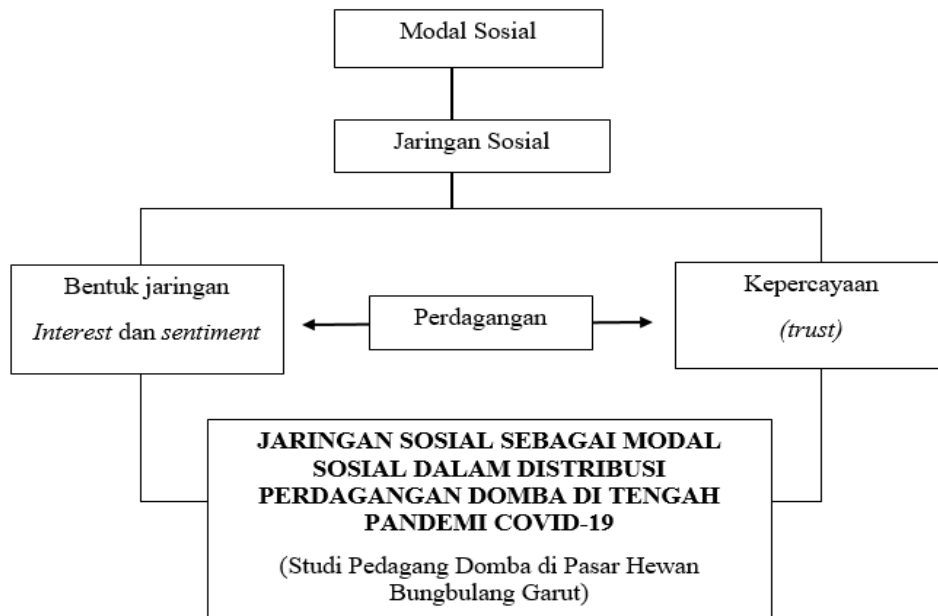 Modal Sosial
Jaringan Sosial
Bentuk jaringan
Interest dan sentiment
Perdagangan
Kepercayaan
(trust)
JARINGAN SOSIAL SEBAGAI MODAL
SOSIAL DALAM DISTRIBUSI
PERDAGANGAN DOMBA DI TENGAH
PANDEMI COVID-19
(Studi Pedagang Domba di Pasar Hewan
Bungbulang Garut)